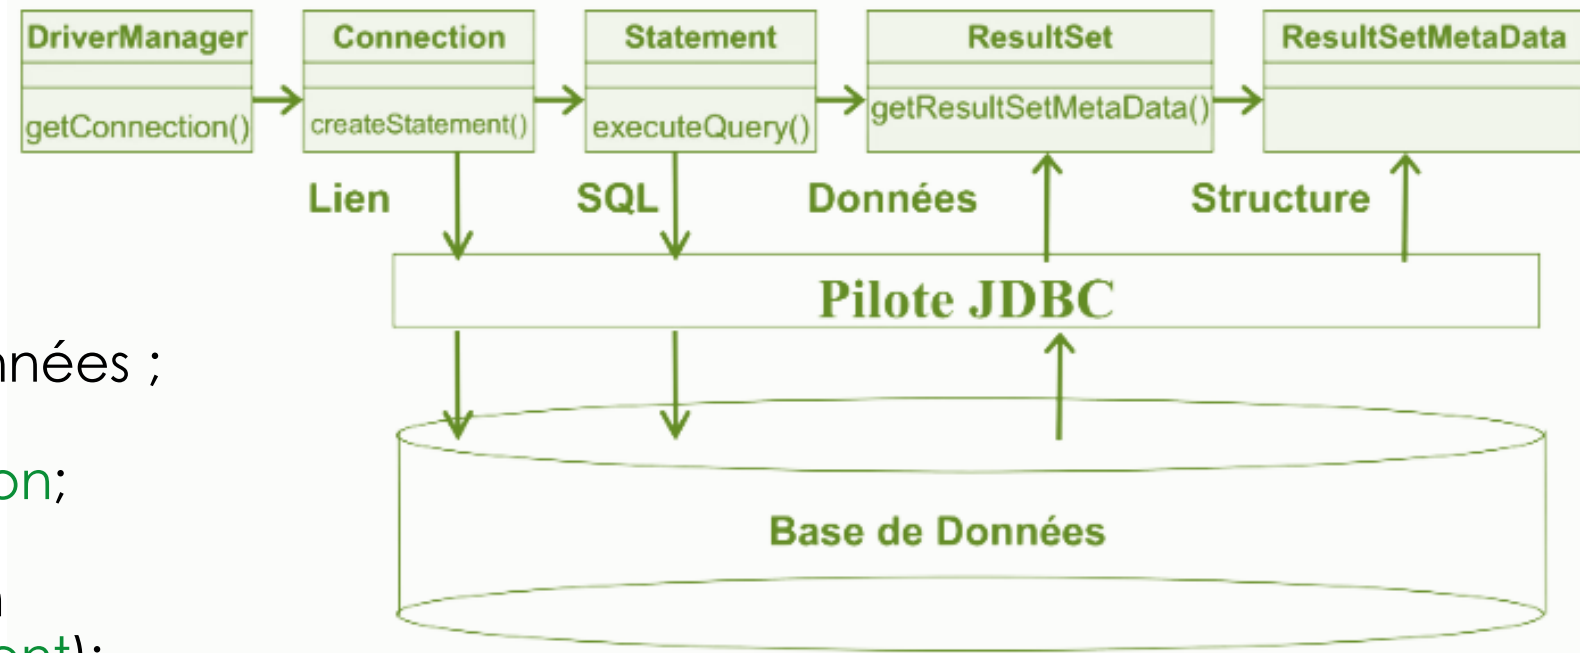 DriverManager
getConnection()
Connection
createStatement()
Statement
executeQuery()
ResultSet
getResultSetMetaData()
ResultSetMetaData
Lien
SQL
Données
Structure
Pilote JDBC
Base de Données
nnées ;
on;